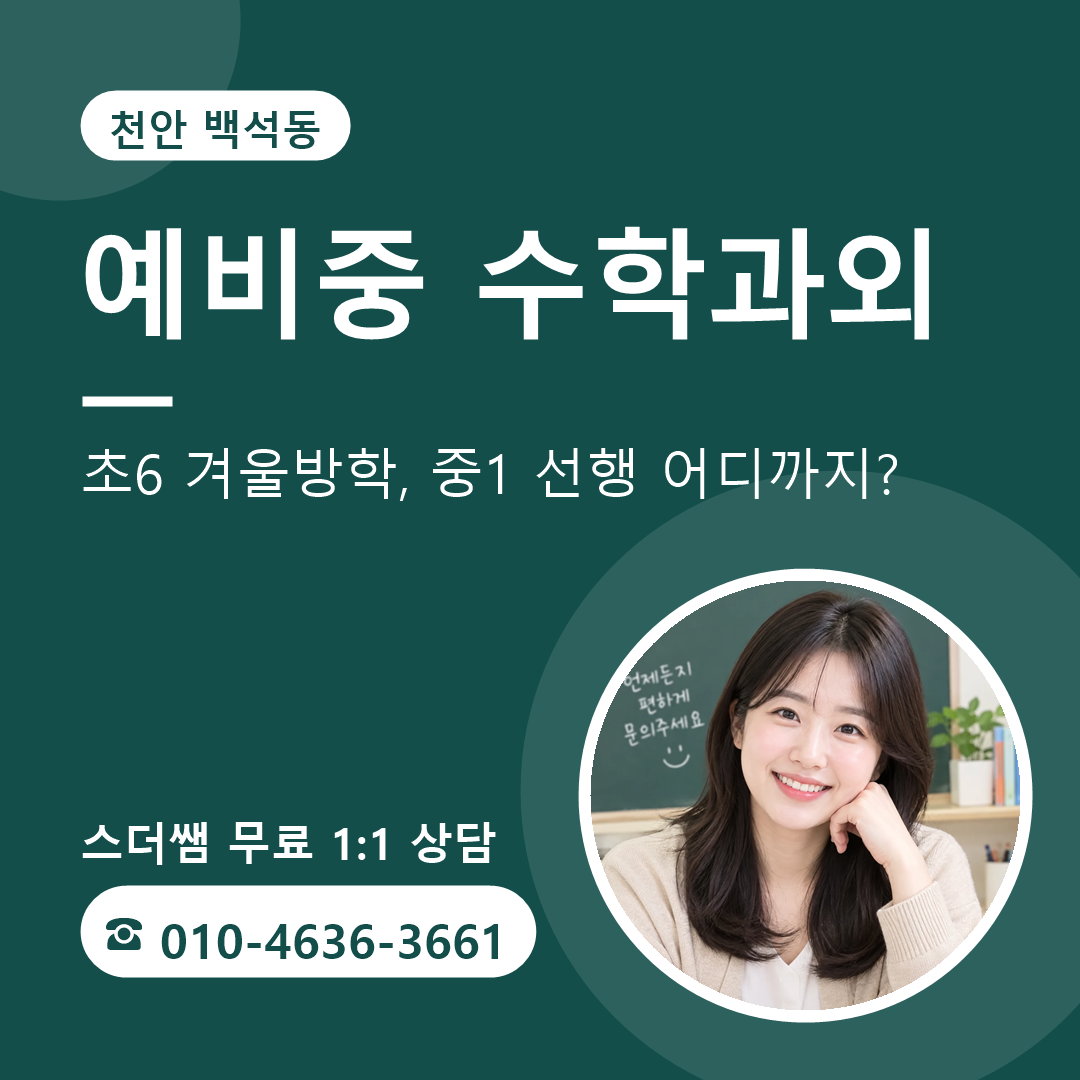 천안 백석동
예비중 수학과외
초6 겨울방학, 중1 선행 어디까지?
언제든지
편하게
문의주세요
스더쌤 무료 1:1 상담
☎ 010-4636-3661